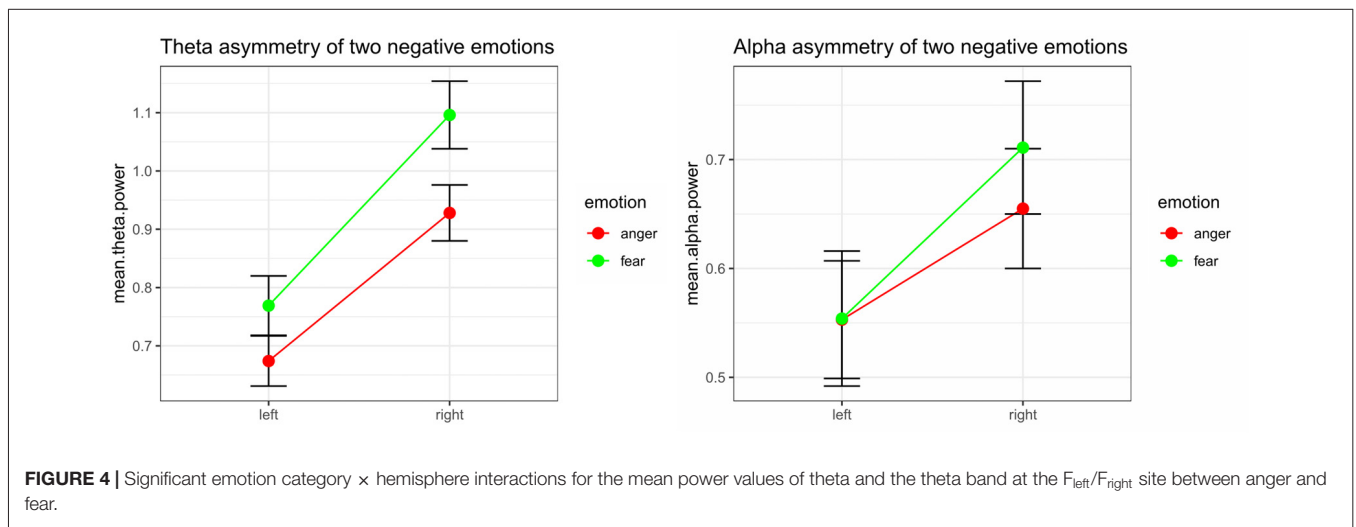 Theta asymmetry of two negative emotions
mean.theta.power
1.1
1.0
0.9
0.8
0.7
left right
emotion
anger
fear
Alpha asymmetry of two negative emotions
mean.alpha.power
0.7
0.6
0.5
left right
emotion
anger
fear
FIGURE 4 | Significant emotion category × hemisphere interactions for the mean power values of theta and the theta band at the Fleft/Fright site between anger and
fear.